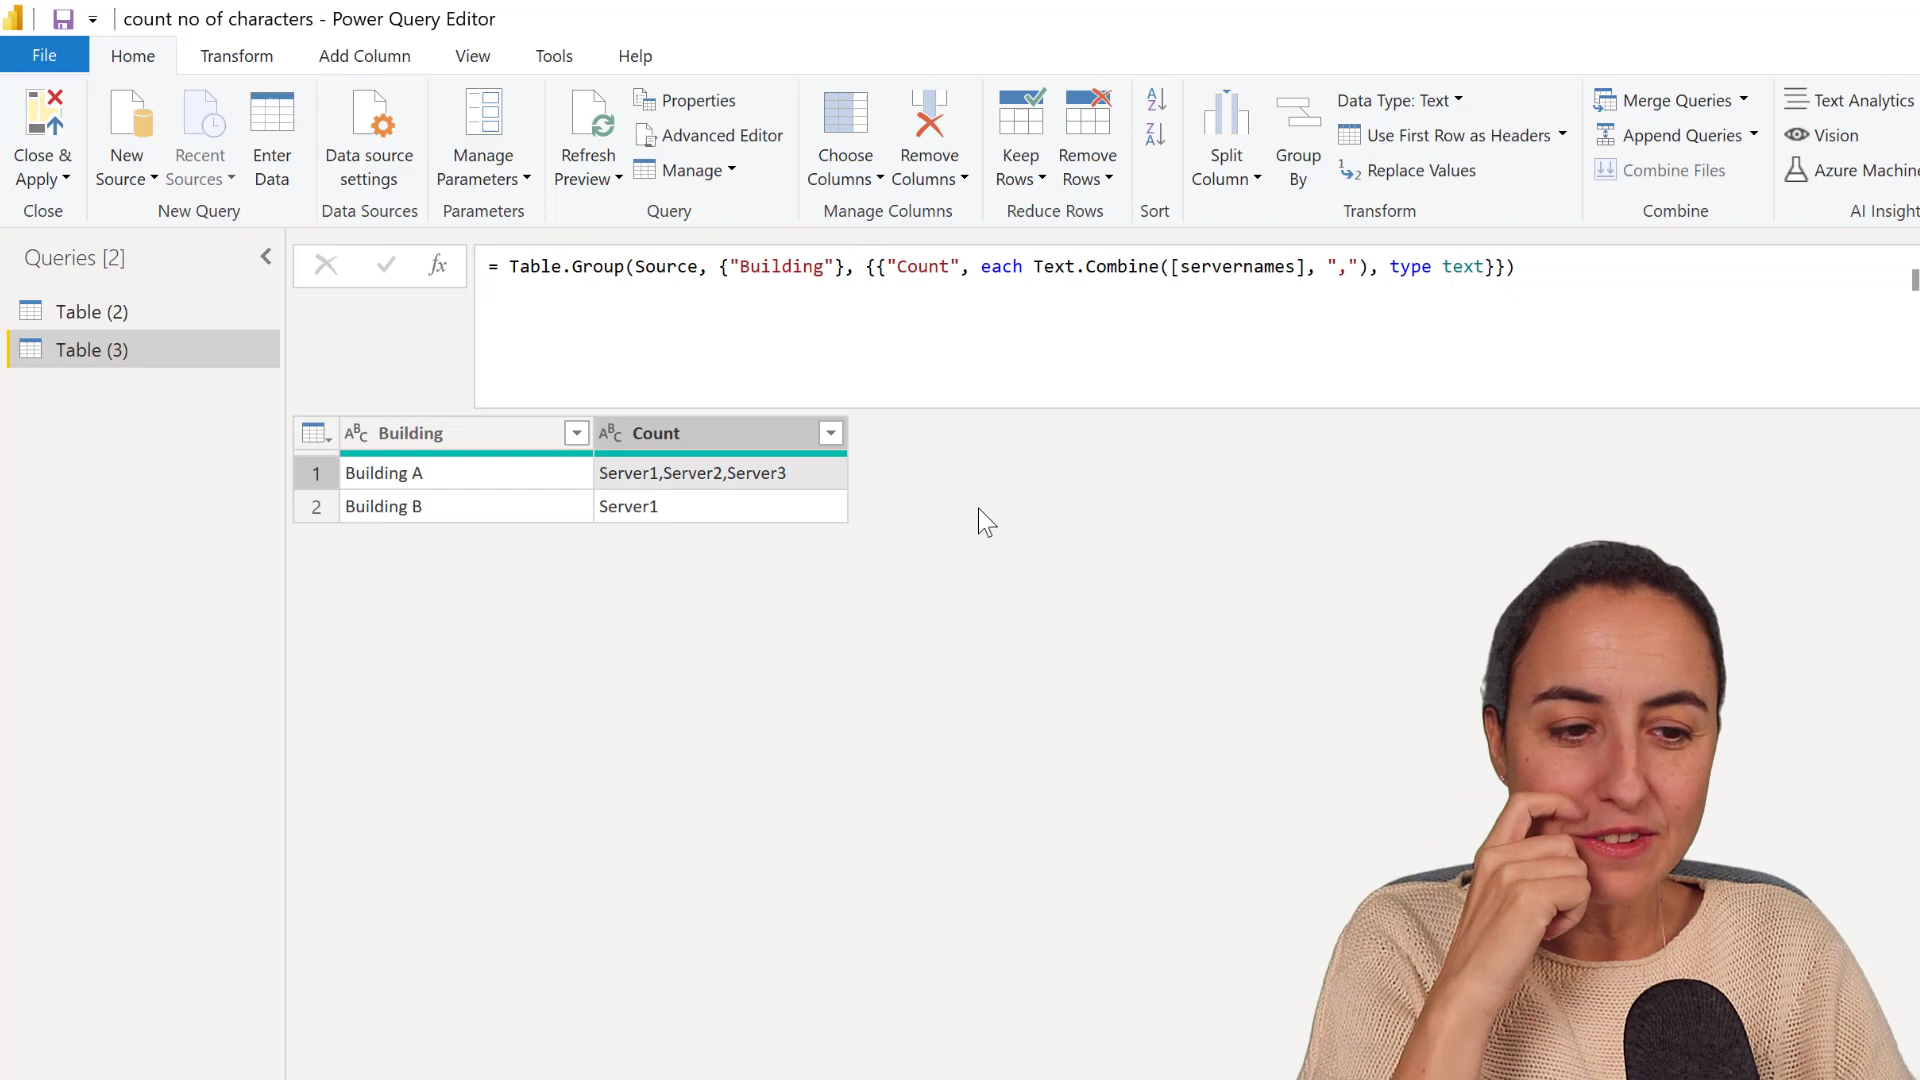 count no of characters - Power Query Editor
File Home Transform Add Column View Tools Help
Close & Apply
Close
New Source
Recent Sources
Enter Data
New Query
Data source settings
Data Sources
Manage Parameters
Parameters
Refresh Preview
Properties
Advanced Editor
Manage
Query
Choose Columns
Remove Columns
Manage Columns
Keep Rows
Remove Rows
Reduce Rows
Sort
Split Column
Group By
Data Type: Text
Use First Row as Headers
Replace Values
Transform
Merge Queries
Append Queries
Combine Files
Combine
Text Analytics
Vision
Azure Machine
AI Insight
Queries [2]
Table (2)
Table (3)
fx
= Table.Group(Source, {"Building"}, {{"Count", each Text.Combine([servernames], ","), type text}})
ABC Building ABC Count
1 Building A Server1,Server2,Server3
2 Building B Server1